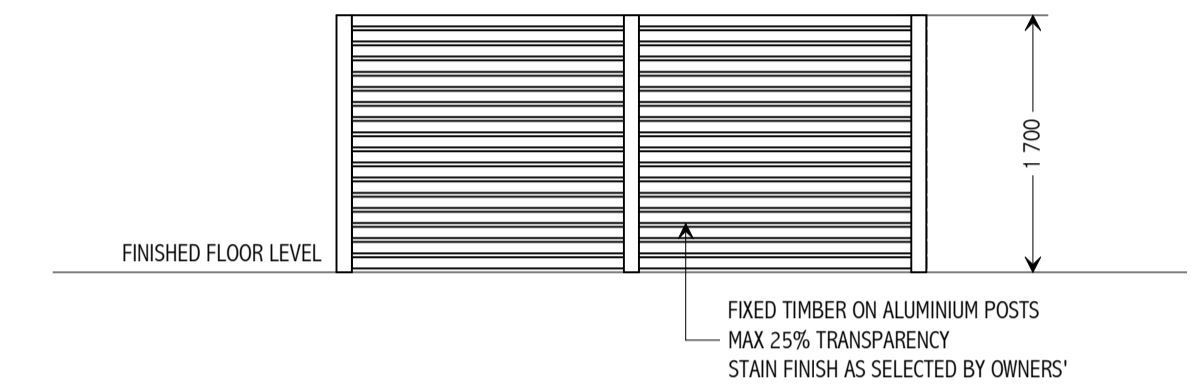 1 700
FINISHED FLOOR LEVEL
FIXED TIMBER ON ALUMINIUM POSTS
MAX 25% TRANSPARENCY
STAIN FINISH AS SELECTED BY OWNERS'